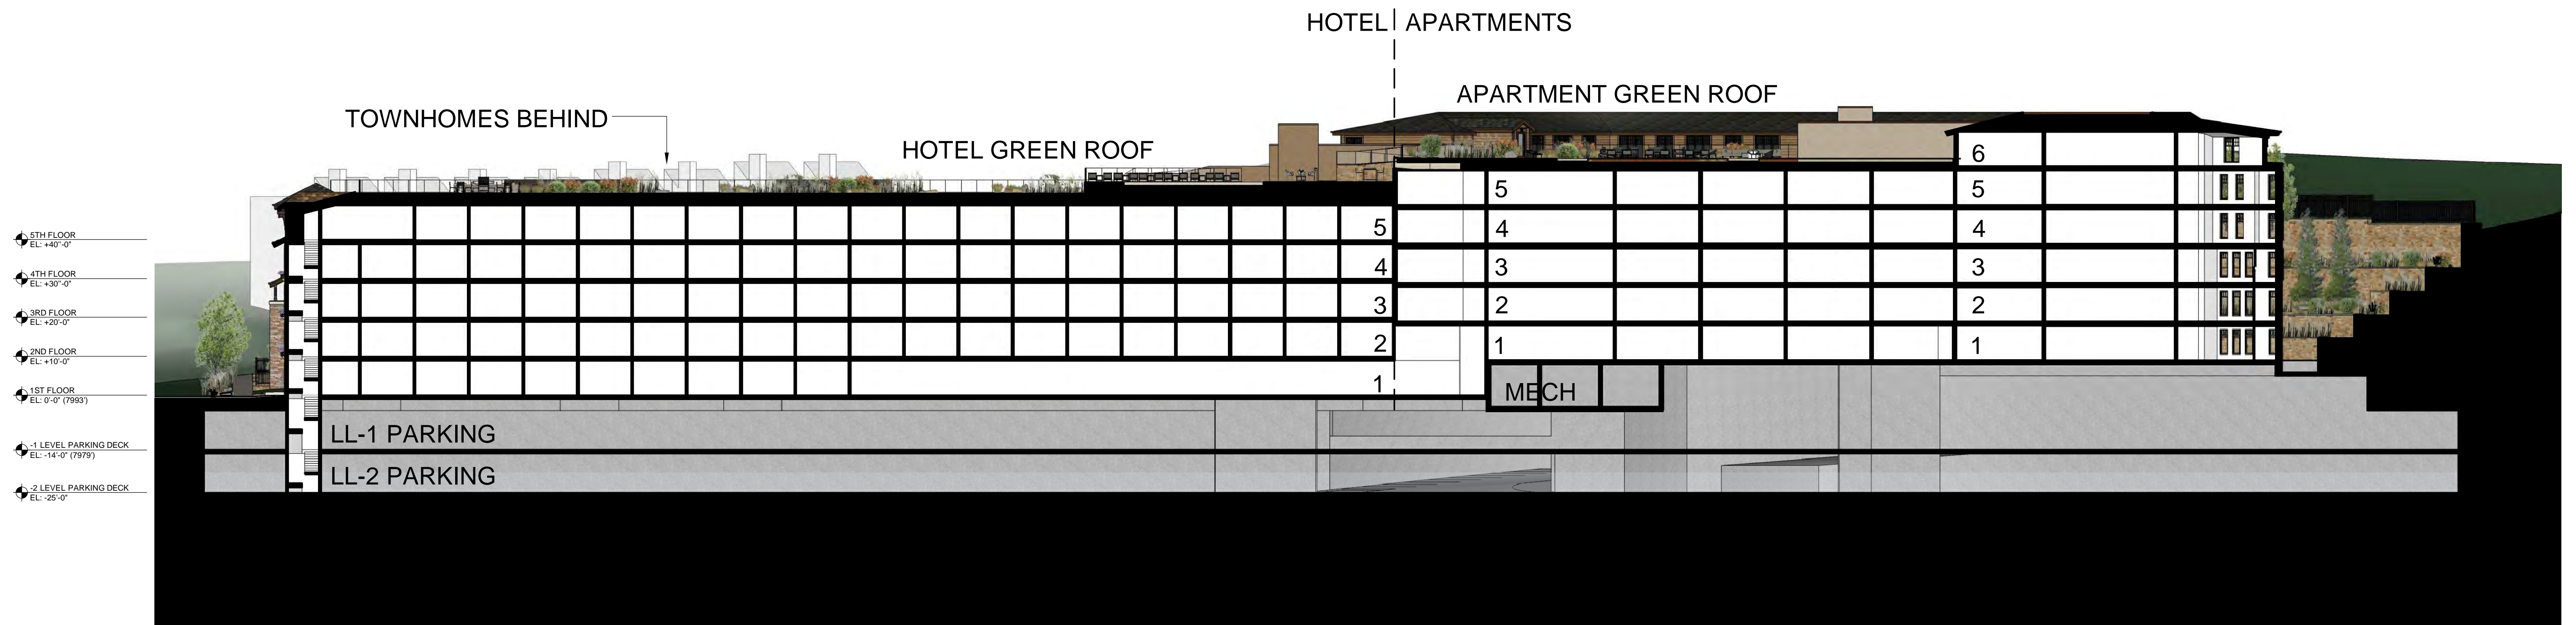 HOTEL APARTMENTS
APARTMENT GREEN ROOF
TOWNHOMES BEHIND
HOTEL GREEN ROOF
6
5 5
5TH FLOOR
EL: +40"-0"
5 4 4
4TH FLOOR
EL: +30"-0"
4 3 3
3RD FLOOR
EL: +20'-0"
3 2 2
2ND FLOOR
EL: +10'-0"
2 1 1
1ST FLOOR
EL: 0'-0" (7993')
1 MECH
LL-1 PARKING
-1 LEVEL PARKING DECK
EL: -14'-0" (7979')
LL-2 PARKING
-2 LEVEL PARKING DECK
EL: -25'-0"